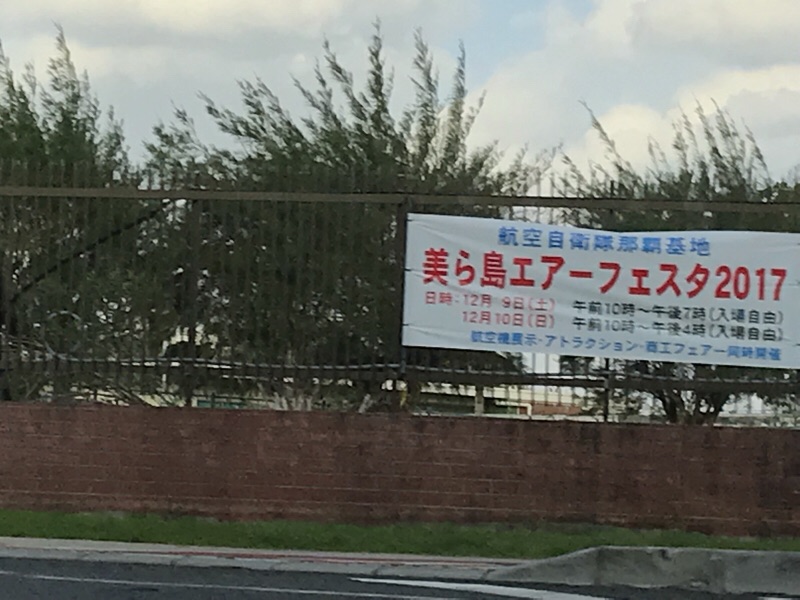 航空自衛隊那覇基地
美ら島エアーフェスタ2017
日時：12月 9日(土) 午前10時～午後7時(入場自由)
12月10日(日) 午前10時～午後4時(入場自由)
航空機展示・アトラクション・商工フェアー同時開催